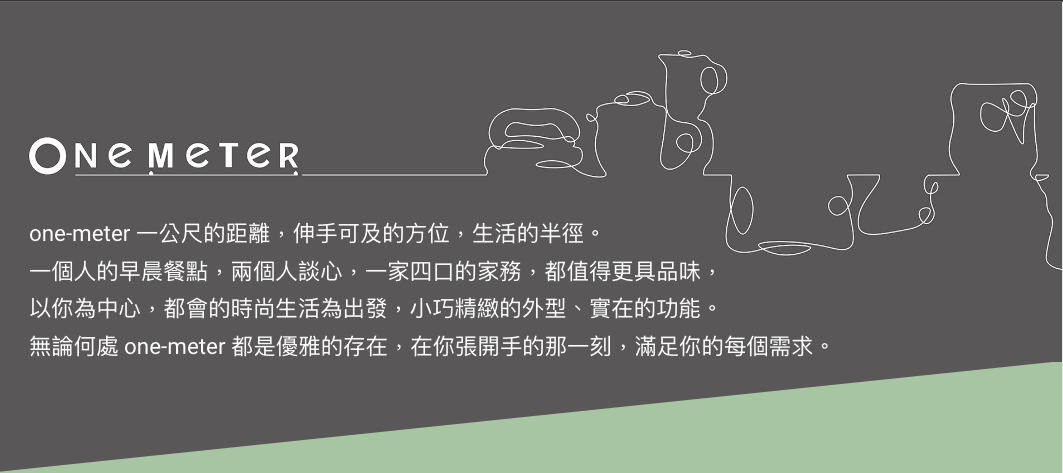 ONE METER
one-meter 一公尺的距離，伸手可及的方位，生活的半徑。
一個人的早晨餐點，兩個人談心，一家四口的家務，都值得更具品味，
以你為中心，都會的時尚生活為出發，小巧精緻的外型、實在的功能。
無論何處 one-meter 都是優雅的存在，在你張開手的那一刻，滿足你的每個需求。